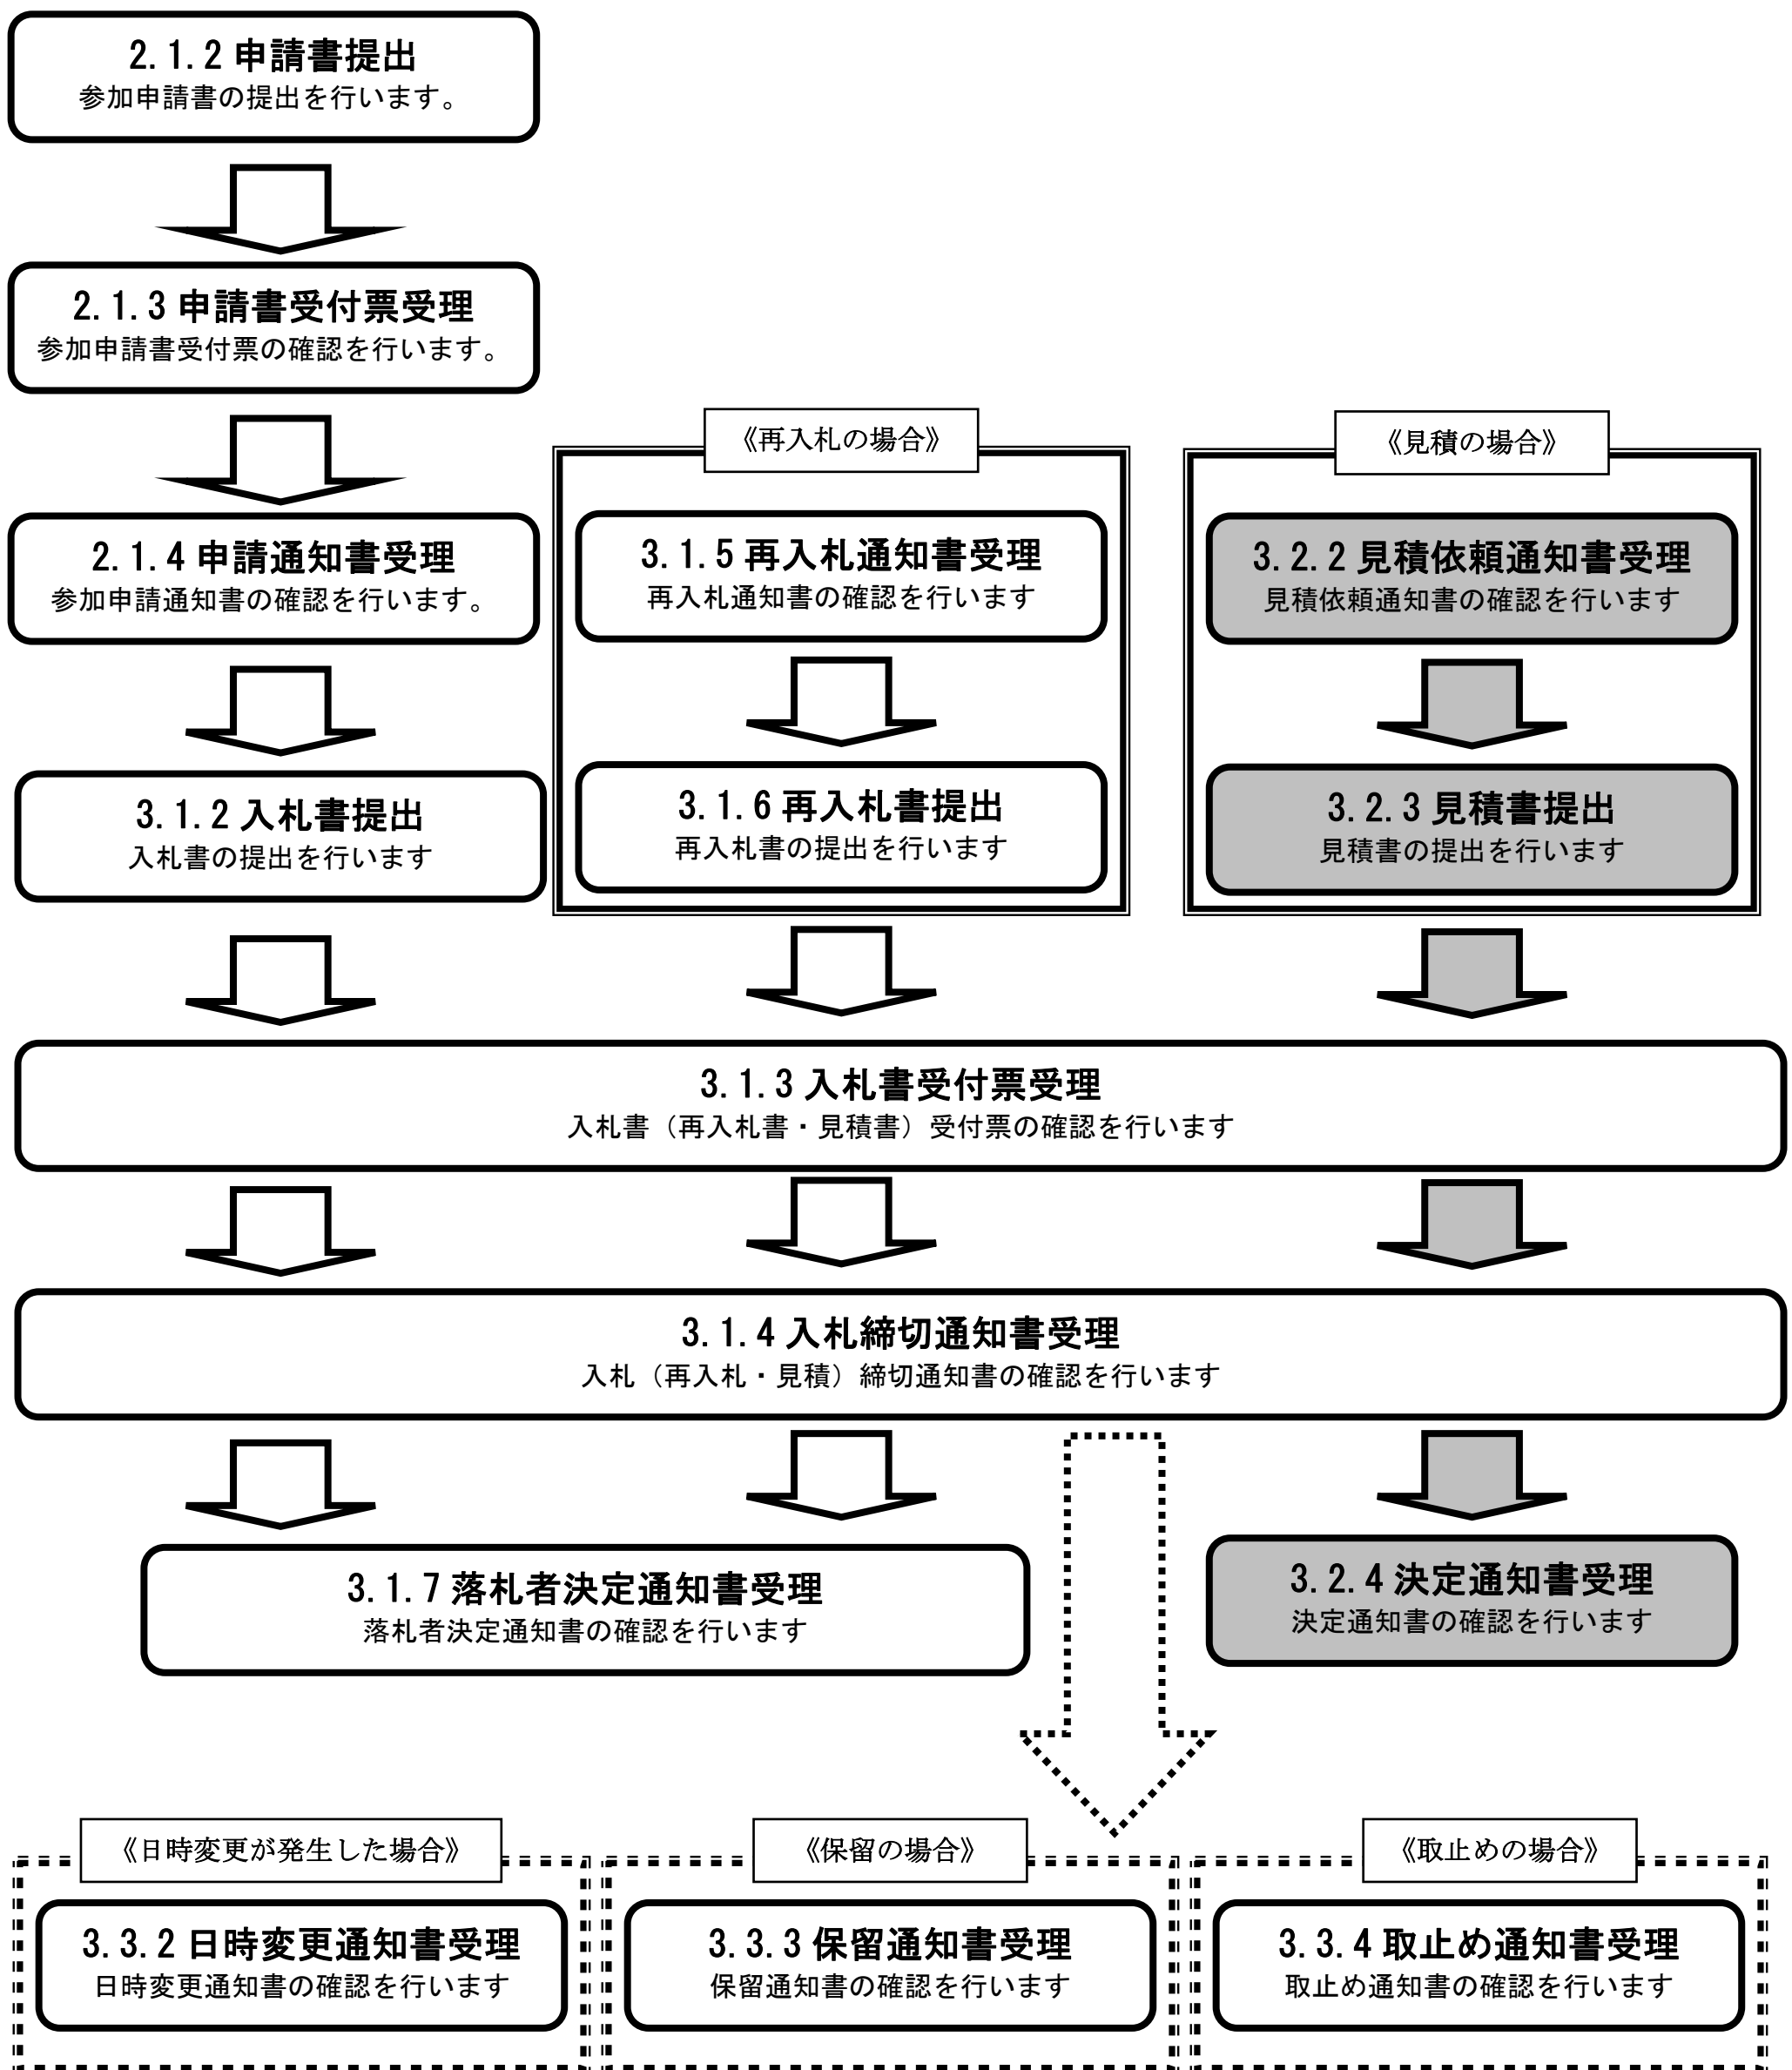 2.1.2 申請書提出
参加申請書の提出を行います。
2.1.3 申請書受付票受理
参加申請書受付票の確認を行います。
2.1.4 申請通知書受理
参加申請通知書の確認を行います。
3.1.2 入札書提出
入札書の提出を行います
《再入札の場合》
3.1.5 再入札通知書受理
再入札通知書の確認を行います
3.1.6 再入札書提出
再入札書の提出を行います
《見積の場合》
3.2.2 見積依頼通知書受理
見積依頼通知書の確認を行います
3.2.3 見積書提出
見積書の提出を行います
3.1.3 入札書受付票受理
入札書（再入札書・見積書）受付票の確認を行います
3.1.4 入札締切通知書受理
入札（再入札・見積）締切通知書の確認を行います
3.1.7 落札者決定通知書受理
落札者決定通知書の確認を行います
3.2.4 決定通知書受理
決定通知書の確認を行います
《日時変更が発生した場合》
3.3.2 日時変更通知書受理
日時変更通知書の確認を行います
《保留の場合》
3.3.3 保留通知書受理
保留通知書の確認を行います
《取止めの場合》
3.3.4 取止め通知書受理
取止め通知書の確認を行います